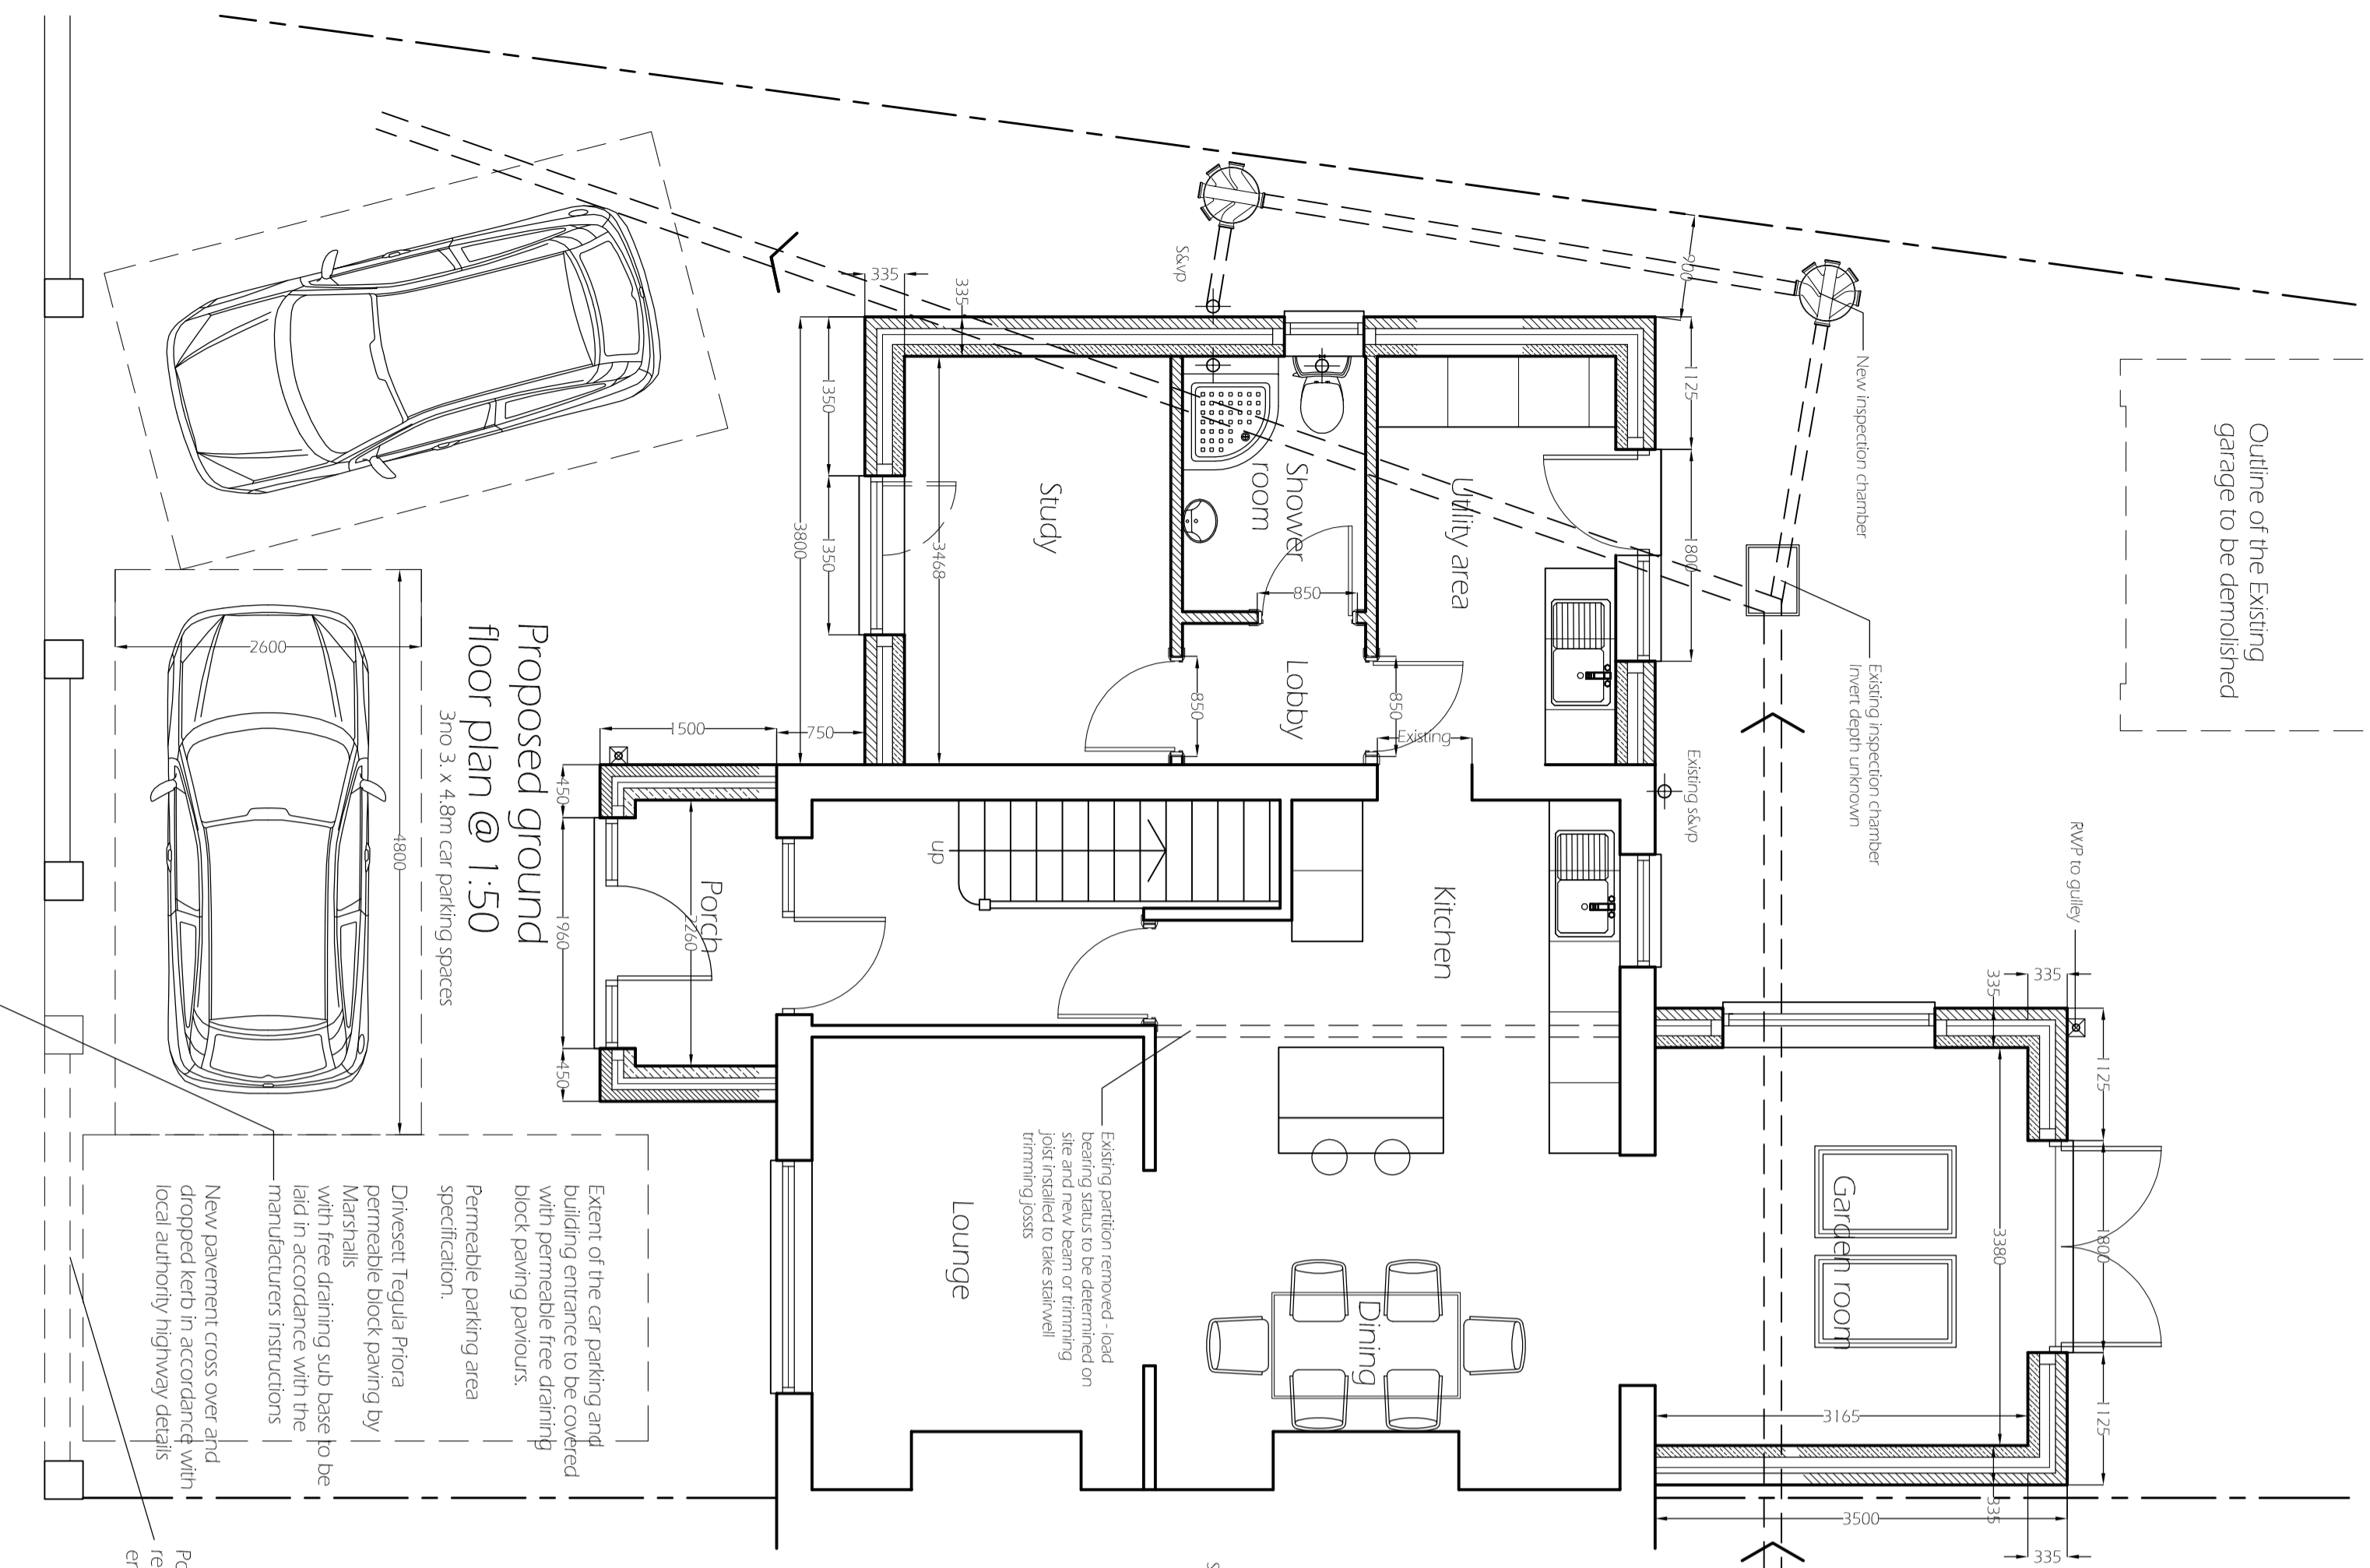 Outline of the Existing
garage to be demolished
New inspection chamber
Existing inspection chamber
Invert depth unknown
RWP to gulley
Existing s&vp
S&vp
900
335
335
1125
1800
1350
1350
3800
3468
Study
Shower
room
Utility area
Lobby
850
850
850
Existing
1500
750
450
1960
450
2260
Porch
up
Kitchen
335
335
1125
1800
1125
3380
3165
335
3500
335
Garden room
Dining
Lounge
Existing partition removed - load
bearing status to be determined on
site and new beam or trimming
joist installed to take stairwell
trimming jossts
Proposed ground
floor plan @ 1:50
3no 3. x 4.8m car parking spaces
2600
4800
Extent of the car parking and
building entrance to be covered
with permeable free draining
block paving paviours.
Permeable parking area
specification.
Drivesett Tegula Priora
permeable block paving by
Marshalls
with free draining sub base to be
laid in accordance with the
manufacturers instructions
New pavement cross over and
dropped kerb in accordance with
local authority highway details